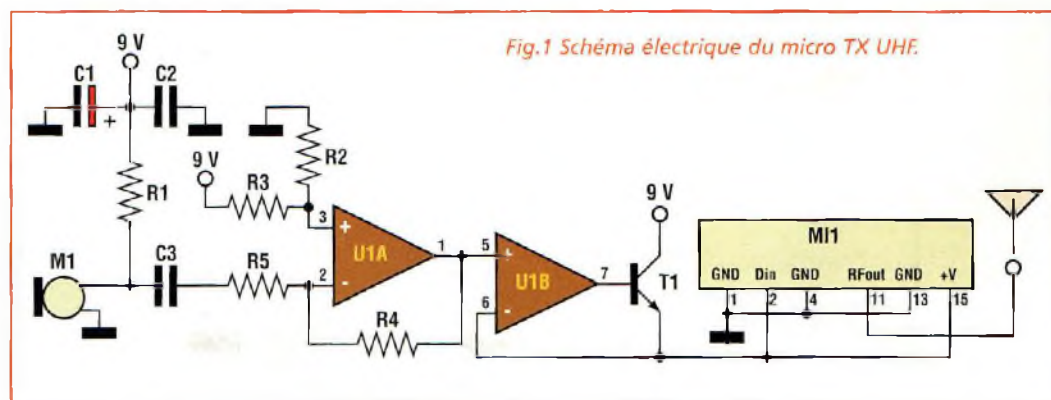 Fig.1 Schéma électrique du micro TX UHF.
9 V
C1
C2
+
R1
R2
9 V
R3
M1
C3
R5
3
+
U1A
1
2
-
R4
5
+
U1B
7
6
-
9 V
T1
MI1
GND Din GND RFout GND +V
1 2 4 11 13 15